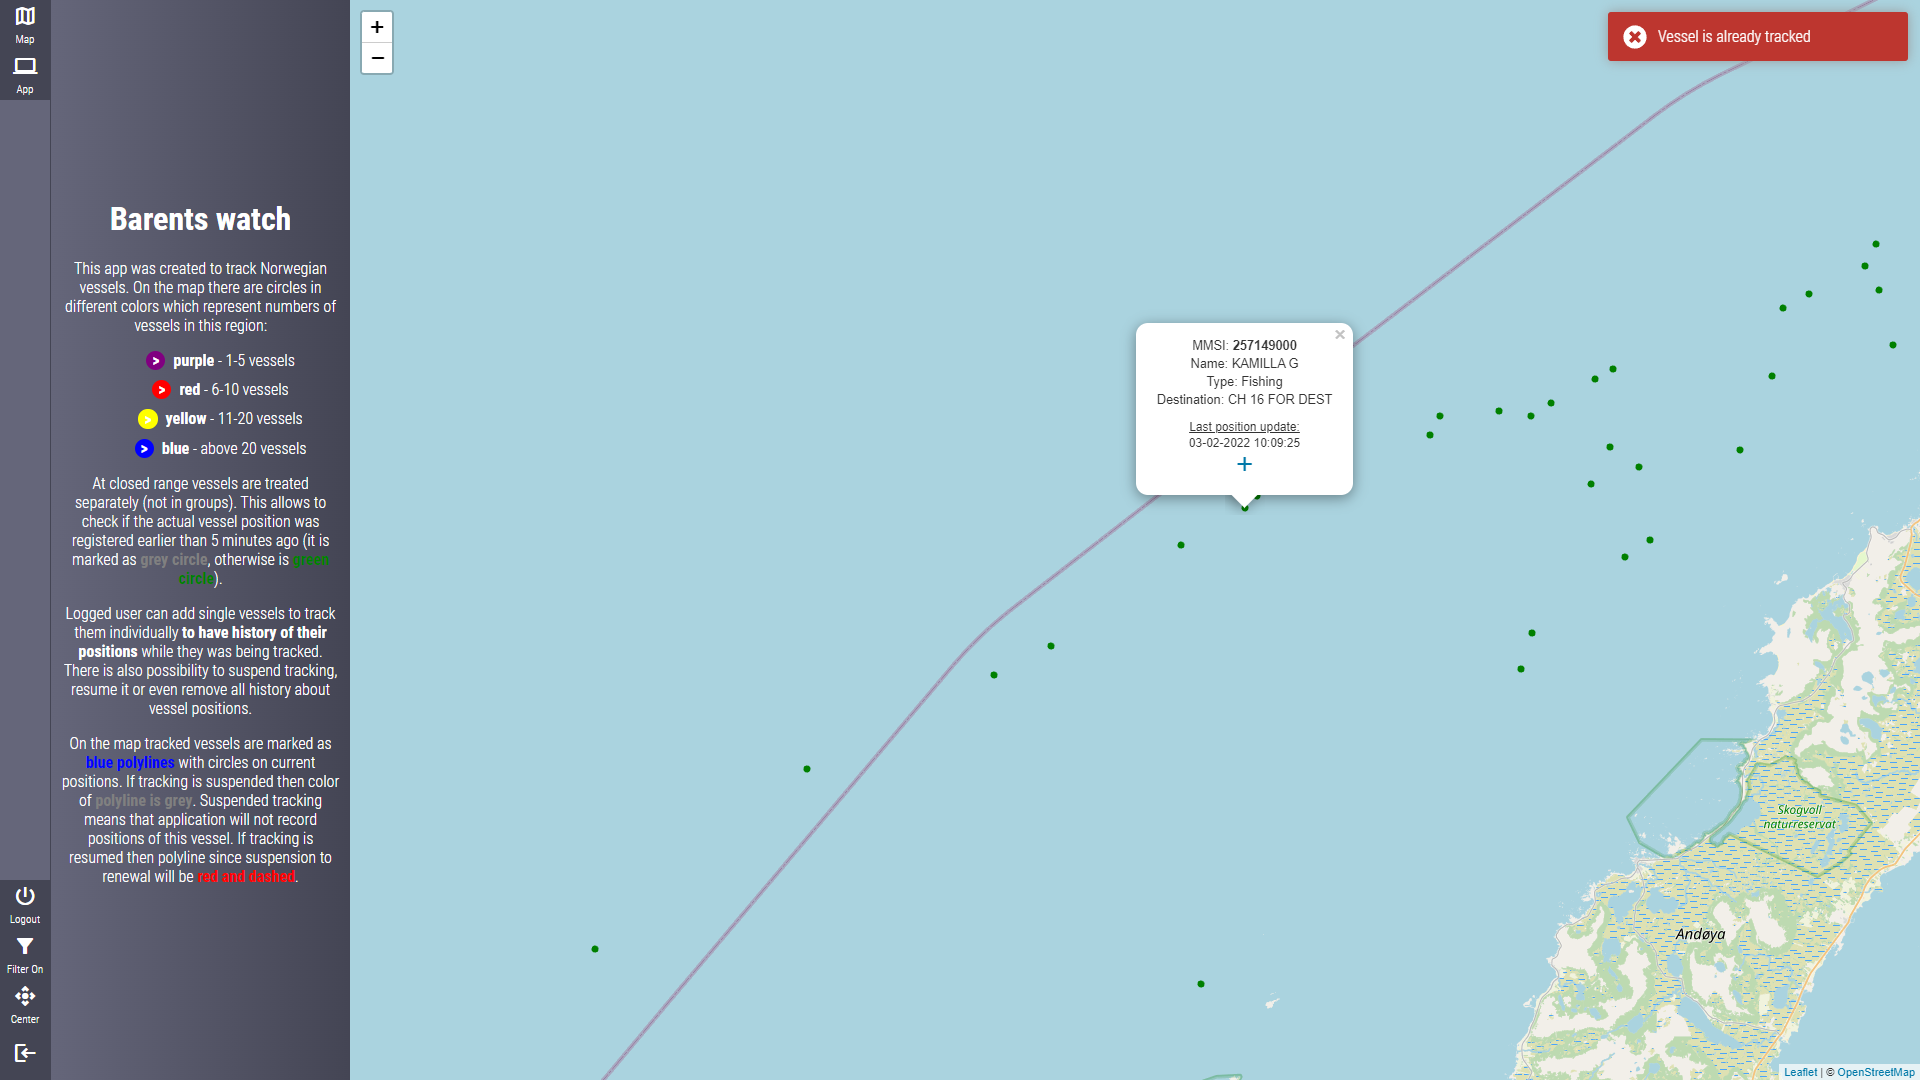 Map
App
Barents watch
This app was created to track Norwegian
vessels. On the map there are circles in
different colors which represent numbers of
vessels in this region:
> purple - 1-5 vessels
> red - 6-10 vessels
> yellow - 11-20 vessels
> blue - above 20 vessels
At closed range vessels are treated
separately (not in groups). This allows to
check if the actual vessel position was
registered earlier than 5 minutes ago (it is
marked as grey circle, otherwise is green
circle).
Logged user can add single vessels to track
them individually to have history of their
positions while they was being tracked.
There is also possibility to suspend tracking,
resume it or even remove all history about
vessel positions.
On the map tracked vessels are marked as
blue polylines with circles on current
positions. If tracking is suspended then color
of polyline is grey. Suspended tracking
means that application will not record
positions of this vessel. If tracking is
resumed then polyline since suspension to
renewal will be red and dashed.
Logout
Filter On
Center
+
−
Vessel is already tracked
×
MMSI: 257149000
Name: KAMILLA G
Type: Fishing
Destination: CH 16 FOR DEST
Last position update:
03-02-2022 10:09:25
+
Skogvoll
naturreservat
Andøya
Leaflet | © OpenStreetMap